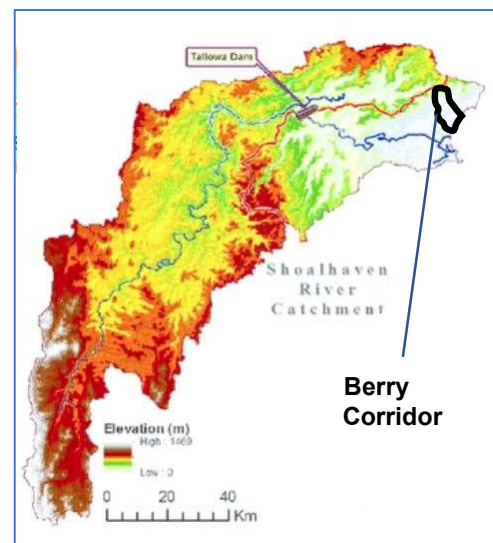 Tallowa Dam
Shoalhaven
River
Catchment
Berry
Corridor
Elevation (m)
High : 1469
Low : 0
0 20 40
Km